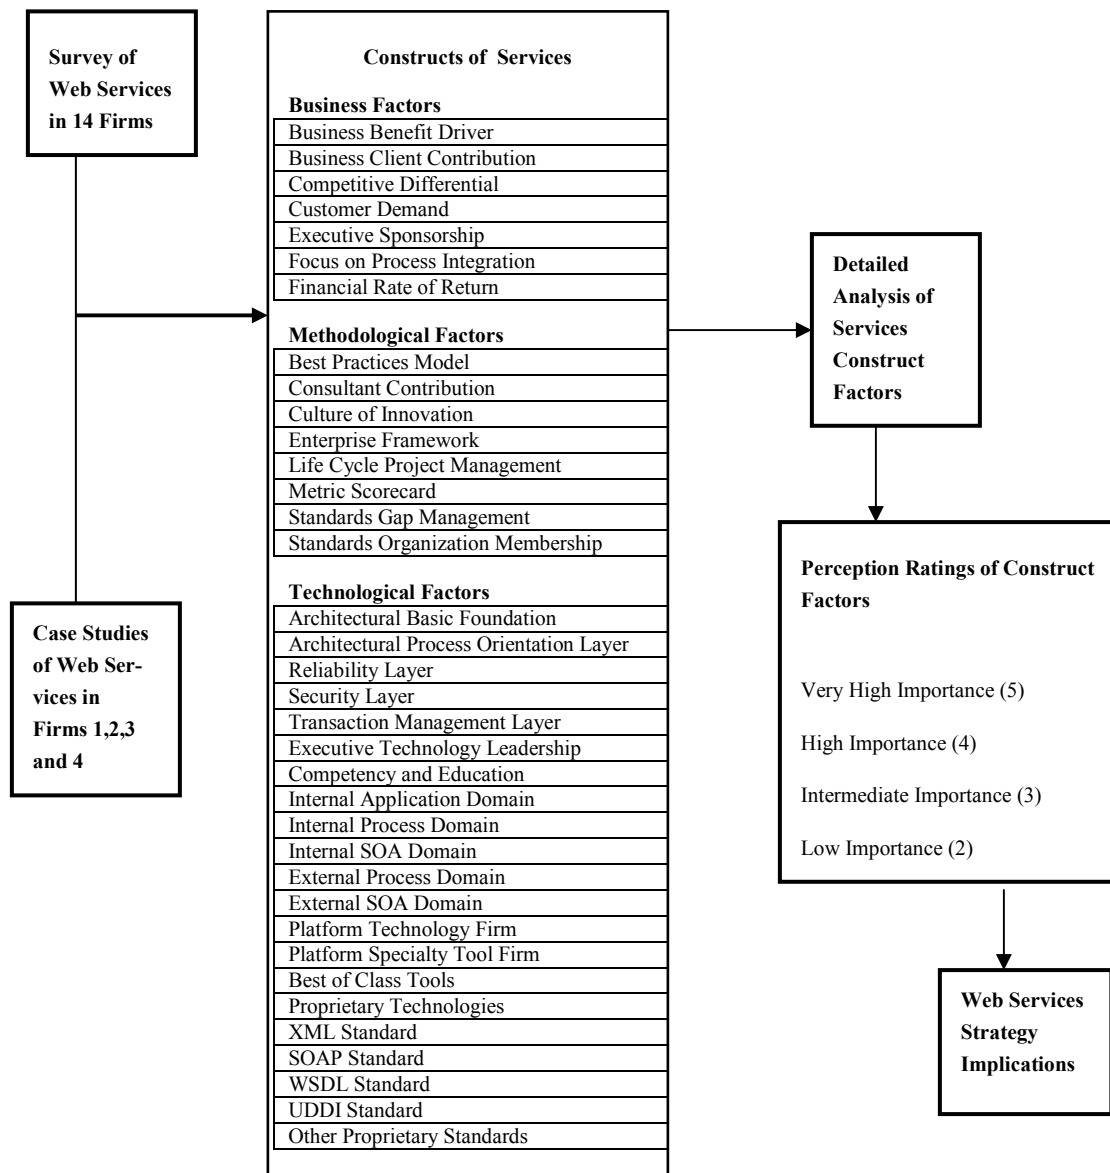 Survey of
Web Services
in 14 Firms
Case Studies
of Web Ser-
vices in
Firms 1,2,3
and 4
Constructs of Services
Business Factors
Business Benefit Driver
Business Client Contribution
Competitive Differential
Customer Demand
Executive Sponsorship
Focus on Process Integration
Financial Rate of Return
Methodological Factors
Best Practices Model
Consultant Contribution
Culture of Innovation
Enterprise Framework
Life Cycle Project Management
Metric Scorecard
Standards Gap Management
Standards Organization Membership
Technological Factors
Architectural Basic Foundation
Architectural Process Orientation Layer
Reliability Layer
Security Layer
Transaction Management Layer
Executive Technology Leadership
Competency and Education
Internal Application Domain
Internal Process Domain
Internal SOA Domain
External Process Domain
External SOA Domain
Platform Technology Firm
Platform Specialty Tool Firm
Best of Class Tools
Proprietary Technologies
XML Standard
SOAP Standard
WSDL Standard
UDDI Standard
Other Proprietary Standards
Detailed
Analysis of
Services
Construct
Factors
Perception Ratings of Construct
Factors
Very High Importance (5)
High Importance (4)
Intermediate Importance (3)
Low Importance (2)
Web Services
Strategy
Implications